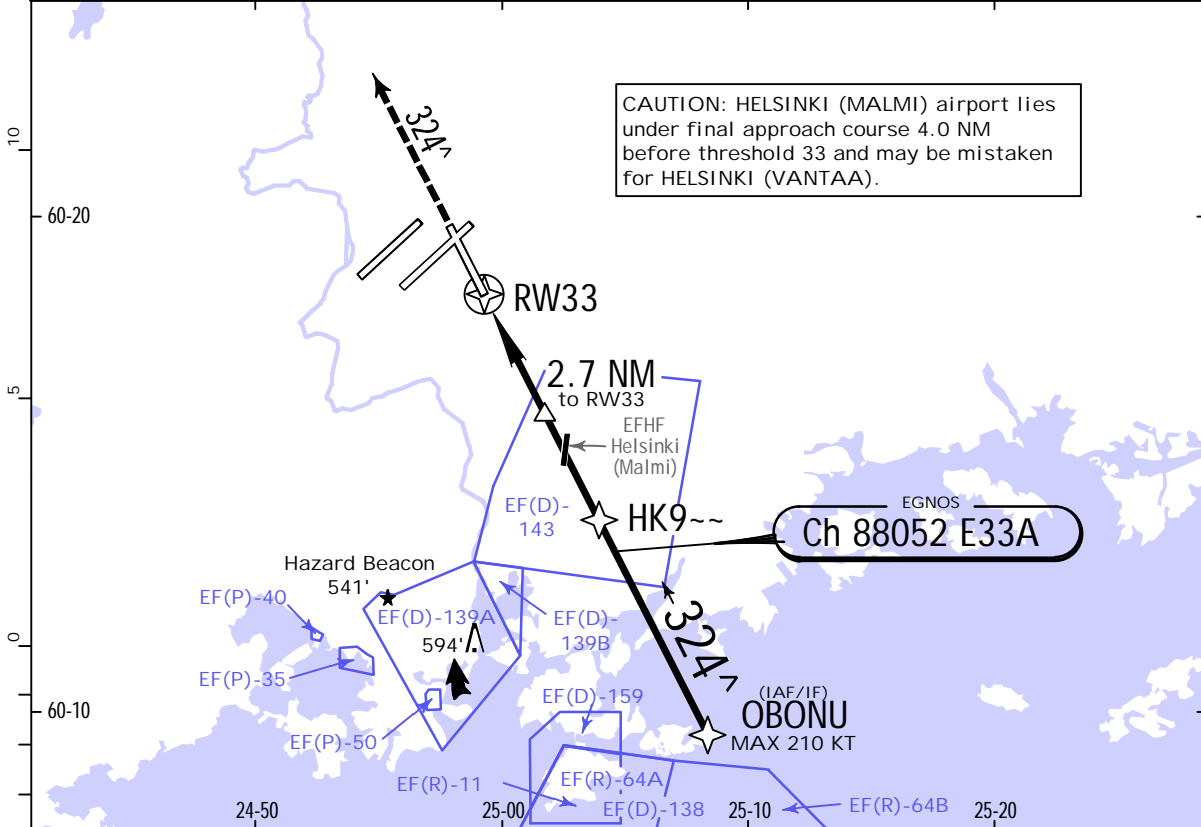 CAUTION: HELSINKI (MALMI) airport lies
under final approach course 4.0 NM
before threshold 33 and may be mistaken
for HELSINKI (VANTAA).
10
324^
60-20
RW33
2.7 NM
to RW33
5
EFHF
Helsinki
(Malmi)
EF(D)-
143
HK9~~
EGNOS
Ch 88052 E33A
Hazard Beacon
541'
EF(P)-40
EF(D)-139A
594'
EF(D)-
139B
0
324^
EF(P)-35
(IAF/IF)
OBONU
MAX 210 KT
EF(D)-159
60-10
EF(P)-50
EF(R)-11
EF(R)-64A
EF(D)-138
EF(R)-64B
24-50
25-00
25-10
25-20